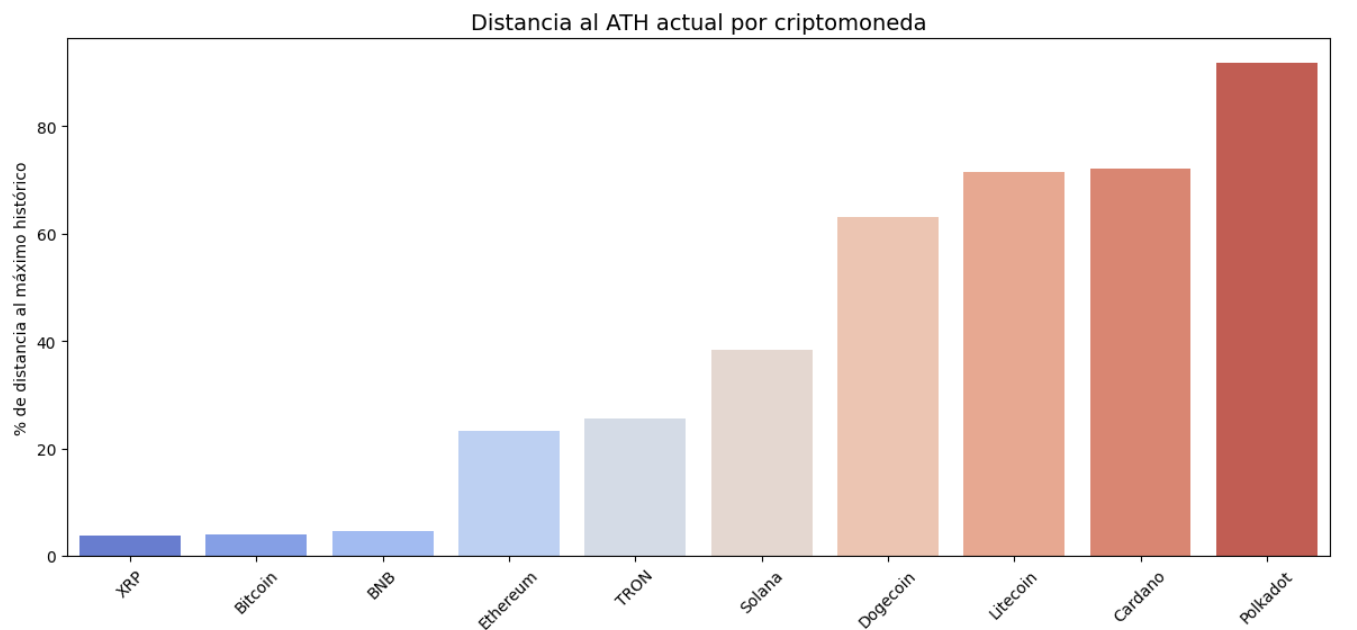 Distancia al ATH actual por criptomoneda
% de distancia al máximo histórico
80
60
40
20
0
XRP
Bitcoin
BNB
Ethereum
TRON
Solana
Dogecoin
Litecoin
Cardano
Polkadot